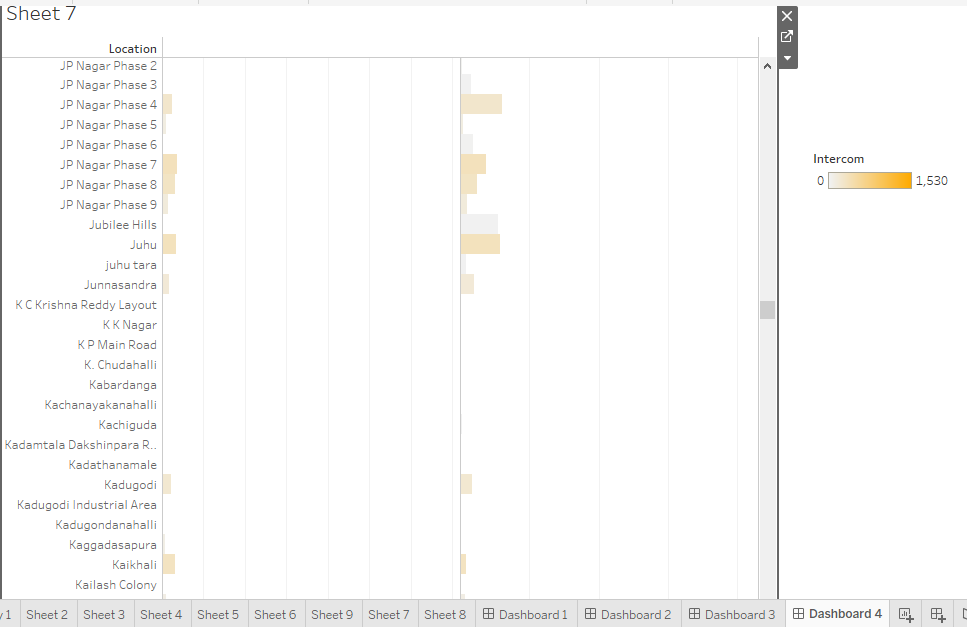 Sheet 7
Location
JP Nagar Phase 2
JP Nagar Phase 3
JP Nagar Phase 4
JP Nagar Phase 5
JP Nagar Phase 6
JP Nagar Phase 7
JP Nagar Phase 8
JP Nagar Phase 9
Jubilee Hills
Juhu
juhu tara
Junnasandra
K C Krishna Reddy Layout
K K Nagar
K P Main Road
K. Chudahalli
Kabardanga
Kachanayakanahalli
Kachiguda
Kadamtala Dakshinpara R..
Kadathanamale
Kadugodi
Kadugodi Industrial Area
Kadugondanahalli
Kaggadasapura
Kaikhali
Kailash Colony
Intercom
0 1,530
1 Sheet 2 Sheet 3 Sheet 4 Sheet 5 Sheet 6 Sheet 9 Sheet 7 Sheet 8 Dashboard 1 Dashboard 2 Dashboard 3 Dashboard 4